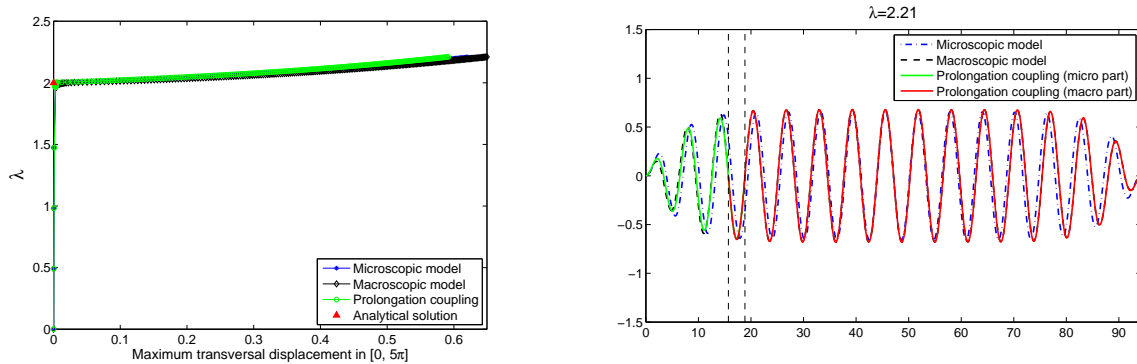 2.5
2
1.5
1
0.5
0
λ
0 0.1 0.2 0.3 0.4 0.5 0.6
Maximum transversal displacement in [0, 5π]
Microscopic model
Macroscopic model
Prolongation coupling
Analytical solution
λ=2.21
1.5
1
0.5
0
−0.5
−1
−1.5
0 10 20 30 40 50 60 70 80 90
Microscopic model
Macroscopic model
Prolongation coupling (micro part)
Prolongation coupling (macro part)